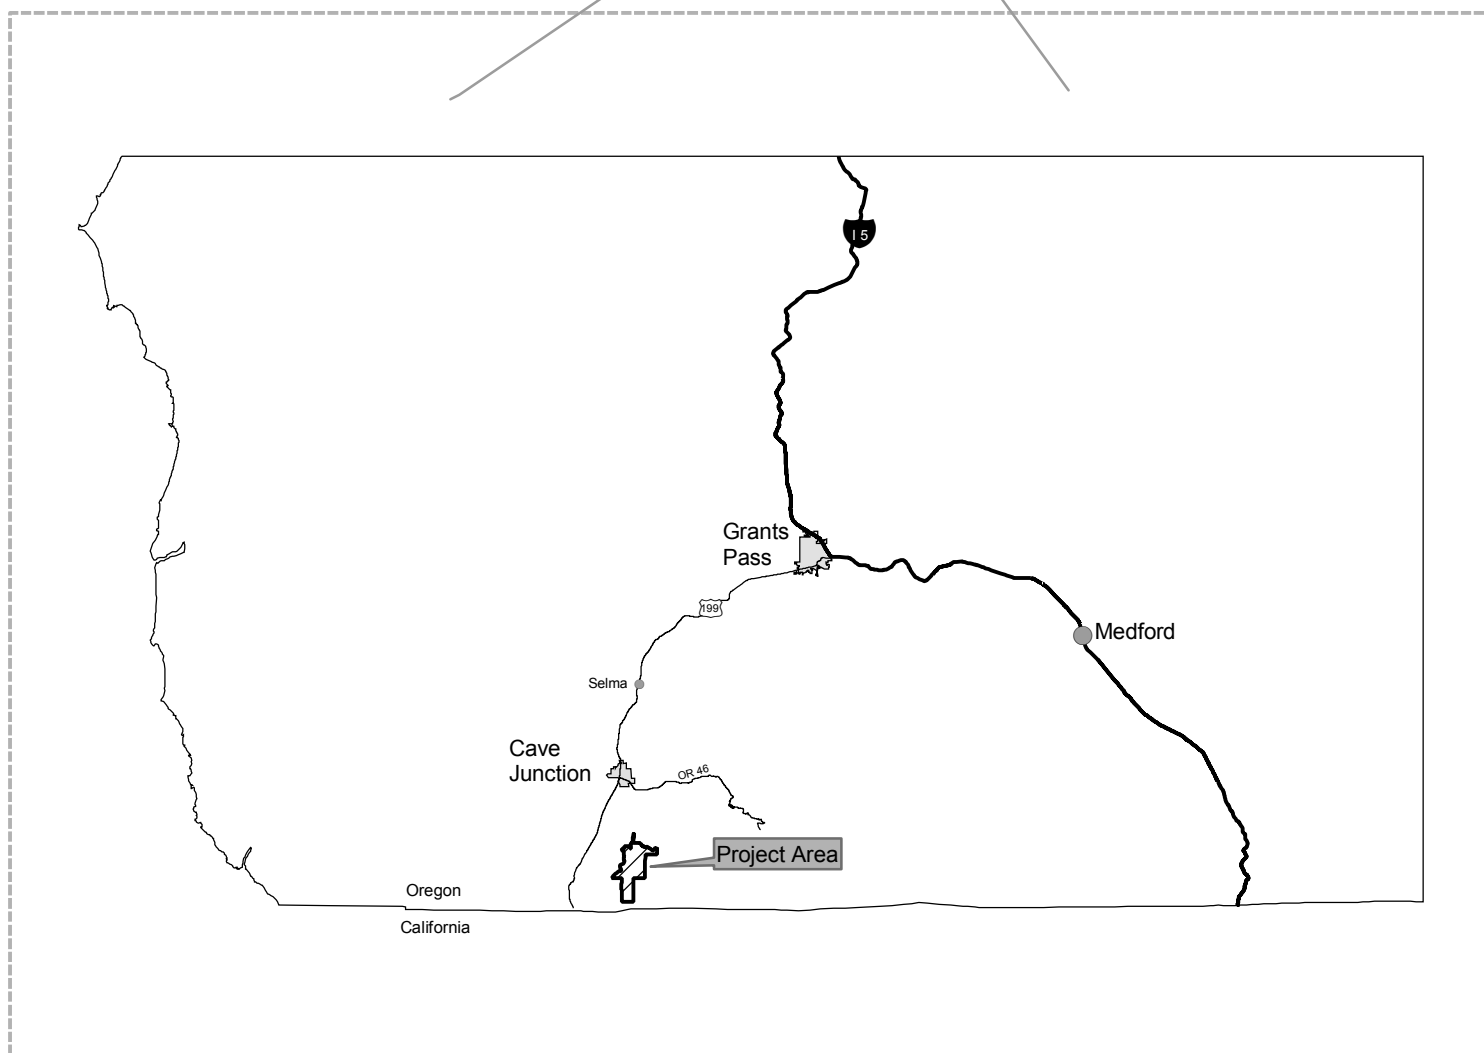 I 5
Grants
Pass
199
Medford
Selma
Cave
Junction
OR 46
Project Area
Oregon
California